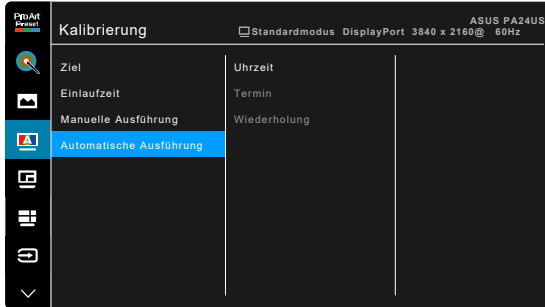 ProArt
Preset
Kalibrierung
ASUS PA24US
Standardmodus DisplayPort 3840 x 2160@ 60Hz
Ziel
Einlaufzeit
Manuelle Ausführung
Automatische Ausführung
Uhrzeit
Termin
Wiederholung